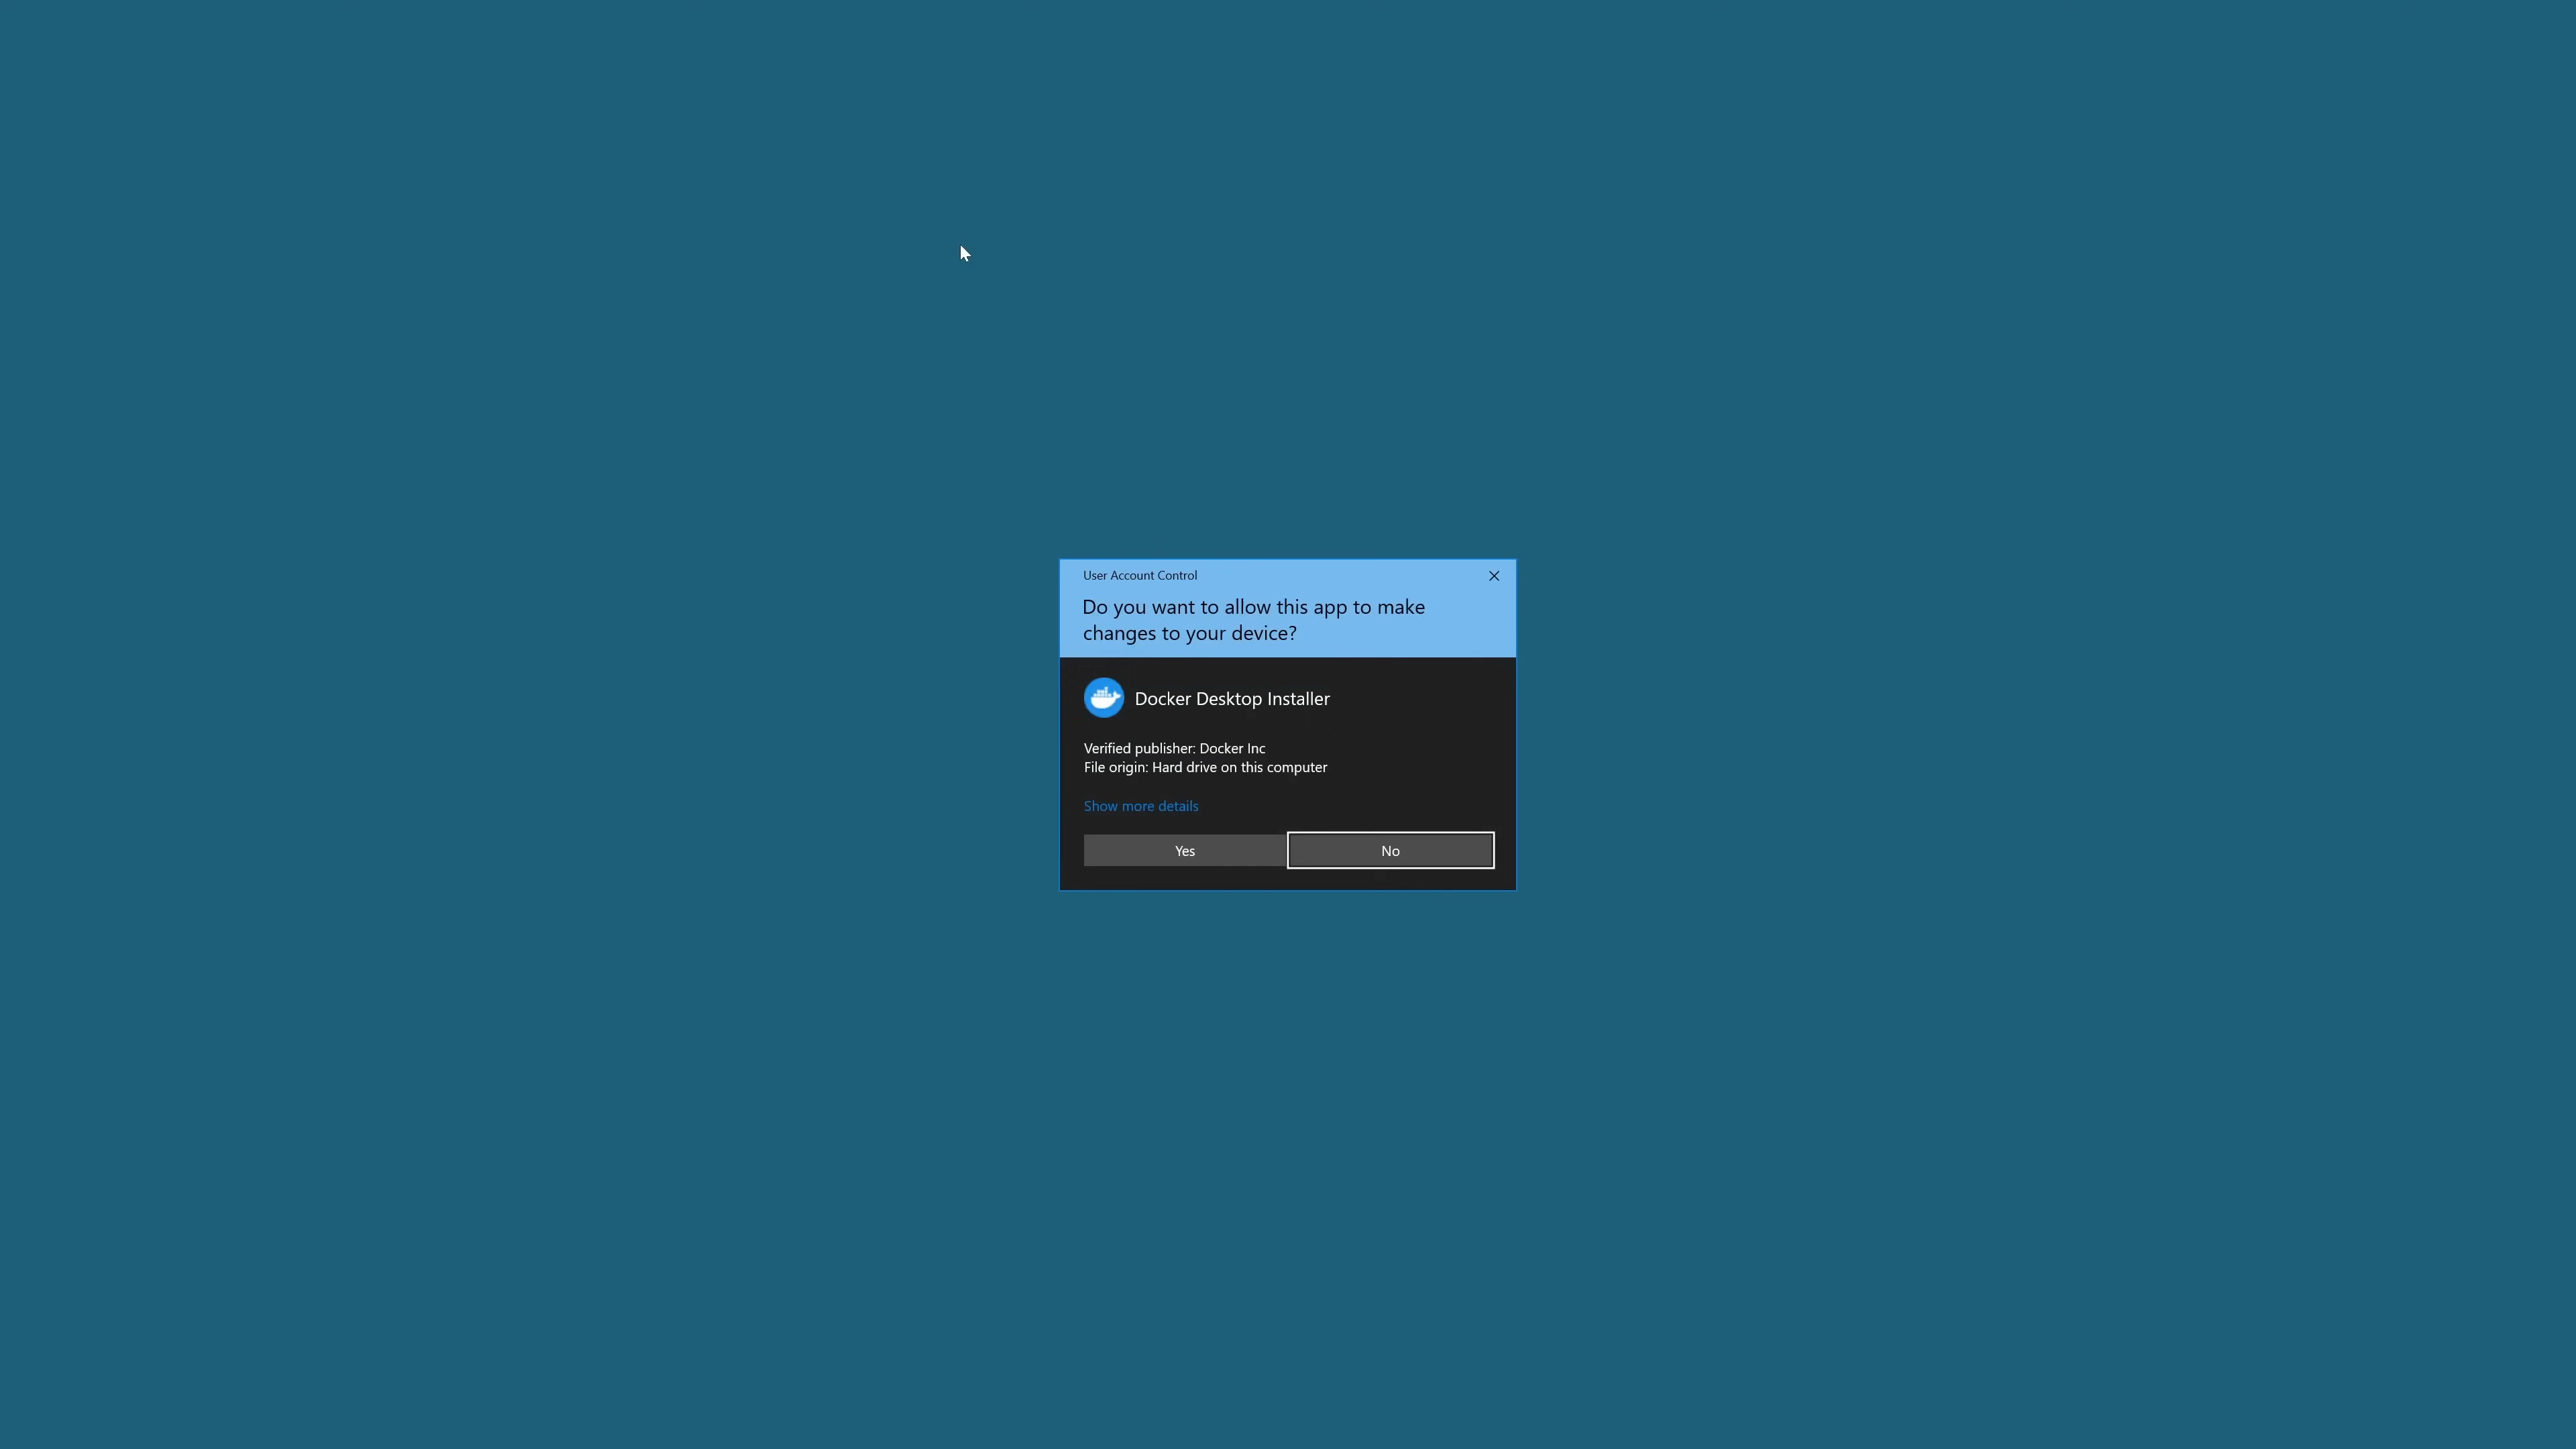 User Account Control
Do you want to allow this app to make
changes to your device?
Docker Desktop Installer
Verified publisher: Docker Inc
File origin: Hard drive on this computer
Show more details
Yes
No